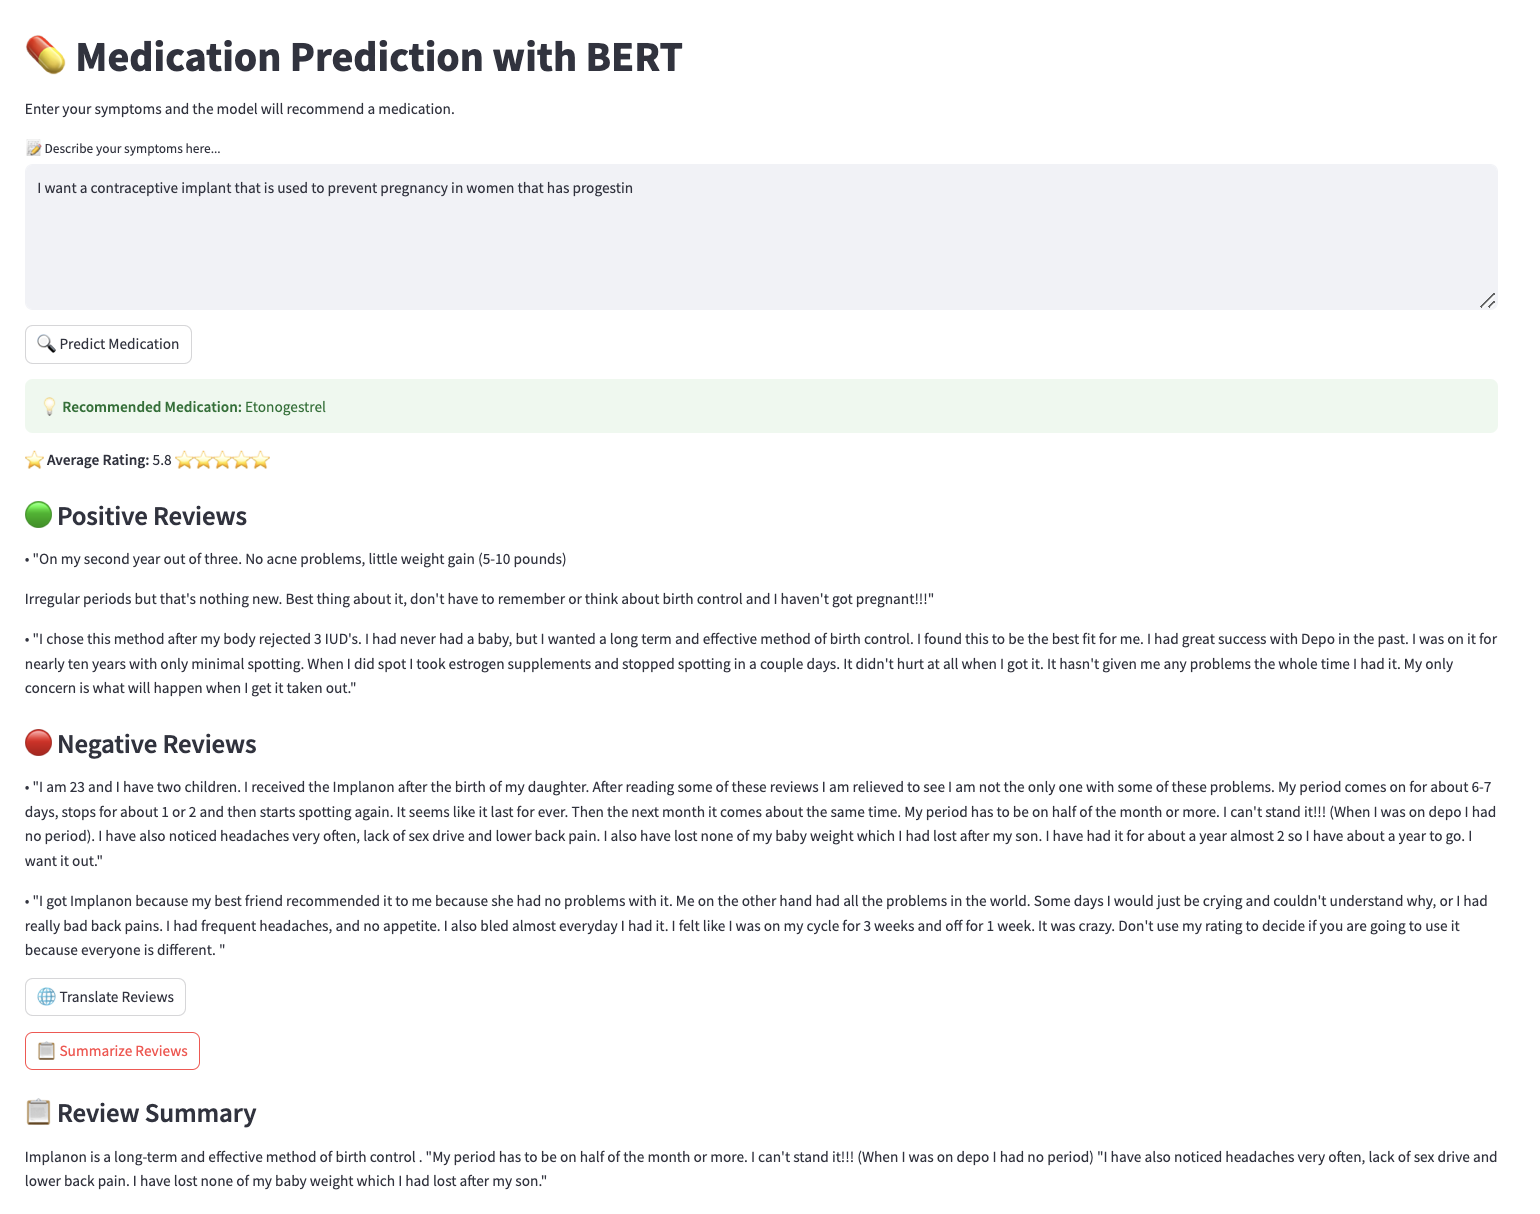 💊 Medication Prediction with BERT
Enter your symptoms and the model will recommend a medication.
📝 Describe your symptoms here...
I want a contraceptive implant that is used to prevent pregnancy in women that has progestin
🔍 Predict Medication
💡 Recommended Medication: Etonogestrel
⭐ Average Rating: 5.8 ⭐⭐⭐⭐⭐
🟢 Positive Reviews
• "On my second year out of three. No acne problems, little weight gain (5-10 pounds)
Irregular periods but that's nothing new. Best thing about it, don't have to remember or think about birth control and I haven't got pregnant!!!"
• "I chose this method after my body rejected 3 IUD's. I had never had a baby, but I wanted a long term and effective method of birth control. I found this to be the best fit for me. I had great success with Depo in the past. I was on it for
nearly ten years with only minimal spotting. When I did spot I took estrogen supplements and stopped spotting in a couple days. It didn't hurt at all when I got it. It hasn't given me any problems the whole time I had it. My only
concern is what will happen when I get it taken out."
🔴 Negative Reviews
• "I am 23 and I have two children. I received the Implanon after the birth of my daughter. After reading some of these reviews I am relieved to see I am not the only one with some of these problems. My period comes on for about 6-7
days, stops for about 1 or 2 and then starts spotting again. It seems like it last for ever. Then the next month it comes about the same time. My period has to be on half of the month or more. I can't stand it!!! (When I was on depo I had
no period). I have also noticed headaches very often, lack of sex drive and lower back pain. I also have lost none of my baby weight which I had lost after my son. I have had it for about a year almost 2 so I have about a year to go. I
want it out."
• "I got Implanon because my best friend recommended it to me because she had no problems with it. Me on the other hand had all the problems in the world. Some days I would just be crying and couldn't understand why, or I had
really bad back pains. I had frequent headaches, and no appetite. I also bled almost everyday I had it. I felt like I was on my cycle for 3 weeks and off for 1 week. It was crazy. Don't use my rating to decide if you are going to use it
because everyone is different. "
🌐 Translate Reviews
📋 Summarize Reviews
📋 Review Summary
Implanon is a long-term and effective method of birth control . "My period has to be on half of the month or more. I can't stand it!!! (When I was on depo I had no period) "I have also noticed headaches very often, lack of sex drive and
lower back pain. I have lost none of my baby weight which I had lost after my son."